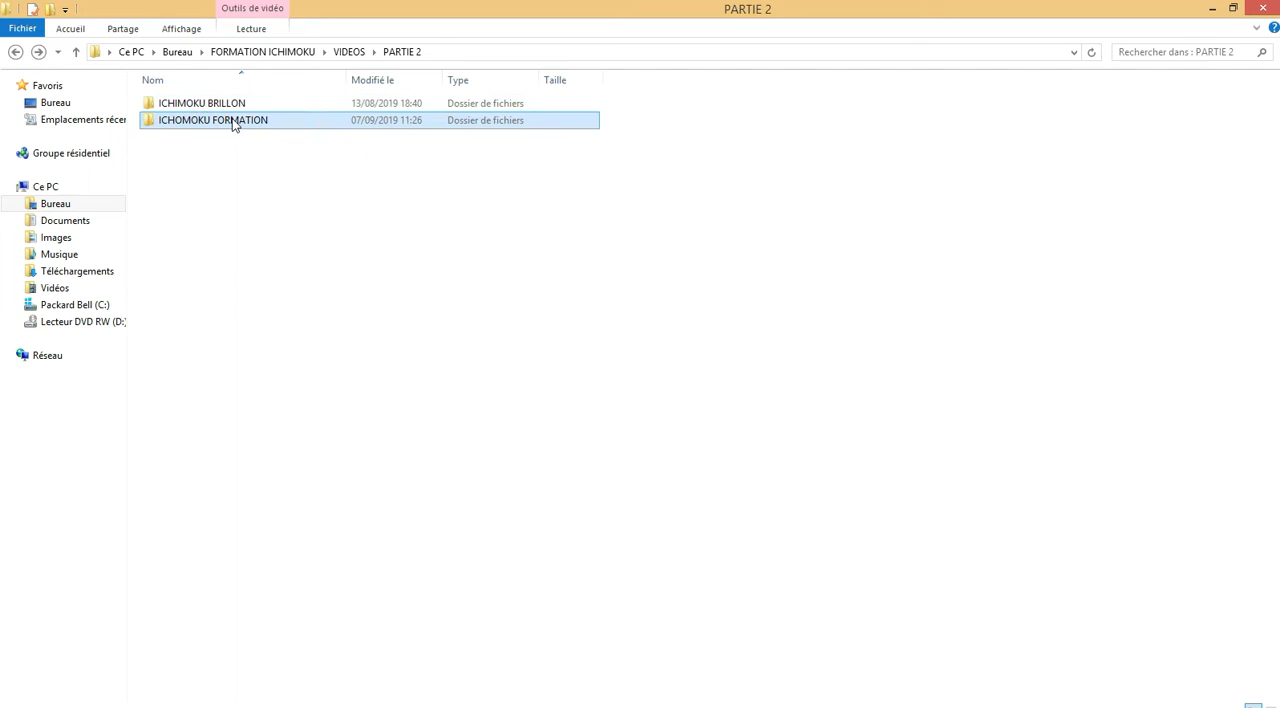 Outils de vidéo
PARTIE 2
Fichier Accueil Partage Affichage Lecture
Ce PC Bureau FORMATION ICHIMOKU VIDEOS PARTIE 2
Rechercher dans : PARTIE 2
Nom Modifié le Type Taille
ICHIMOKU BRILLON 13/08/2019 18:40 Dossier de fichiers
ICHOMOKU FORMATION 07/09/2019 11:26 Dossier de fichiers
Favoris
Bureau
Emplacements récer
Groupe résidentiel
Ce PC
Bureau
Documents
Images
Musique
Téléchargements
Vidéos
Packard Bell (C:)
Lecteur DVD RW (D:)
Réseau